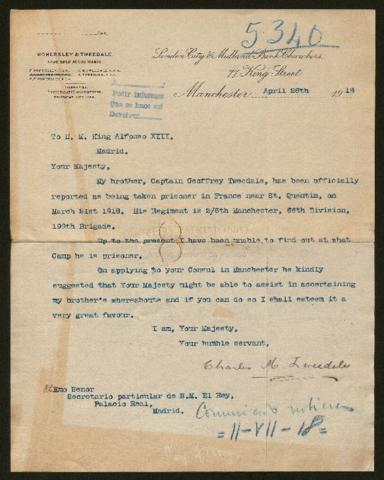 5.340
WOMERSLEY & TWEEDALE
London City & Midland Bank Chambers,
77, King Street
Manchester April 26th 1918
To H. M. King Alfonso XIII,
Madrid.
Your Majesty,
My brother, Captain Geoffrey Tweedale, has been officially
reported as being taken prisoner in France near St. Quentin, on
March 21st 1918. His Regiment is 2/8th Manchester, 66th Division,
199th Brigade.
Up to the present I have been unable to find out at what
Camp he is prisoner.
On applying to your Consul in Manchester he kindly
suggested that Your Majesty might be able to assist in ascertaining
my brother's whereabouts and if you can do so I shall esteem it a
very great favour.
I am, Your Majesty,
Your humble servant,
Charles M. Tweedale
Exmo Senor
Secretario particular de S.M. El Rey,
Palacio Real,
Madrid.
=11-VII-18=